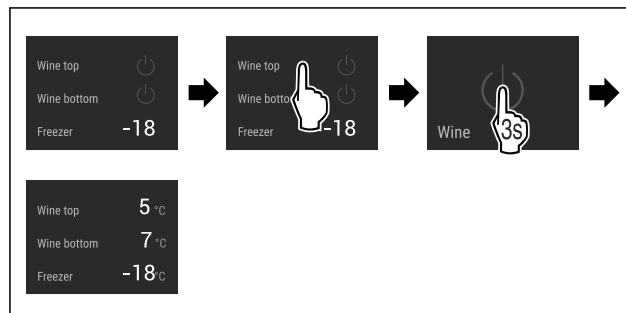 Wine top
Wine bottom
Freezer -18
Wine top
Wine botto
Freezer -18
Wine 3s
Wine top 5 °C
Wine bottom 7 °C
Freezer -18°C